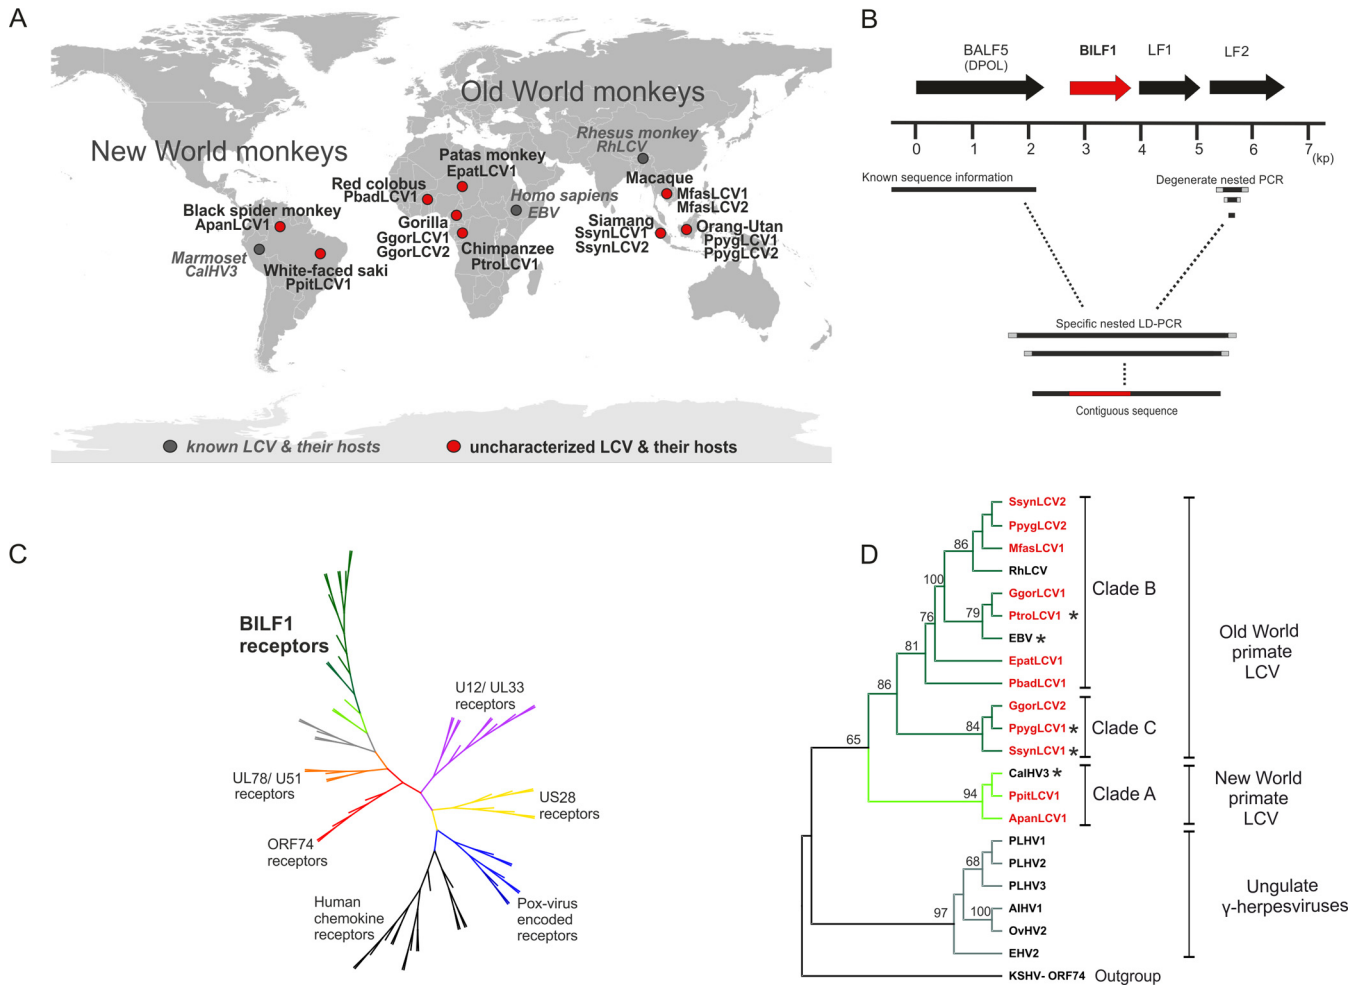 A
New World monkeys
Old World monkeys
Rhesus monkey
RhLCV
Patas monkey
EpatLCV1
Red colobus
PbadLCV1
Homo sapiens
EBV
Macaque
MfasLCV1
MfasLCV2
Black spider monkey
ApanLCV1
Gorilla
GgorLCV1
GgorLCV2
Chimpanzee
PtroLCV1
Siamang
SsynLCV1
SsynLCV2
Orang-Utan
PpygLCV1
PpygLCV2
Marmoset
CalHV3
White-faced saki
PpitLCV1
known LCV & their hosts
uncharacterized LCV & their hosts
B
BALF5
(DPOL)
BILF1
LF1
LF2
0 1 2 3 4 5 6 7 (kp)
Known sequence information
Degenerate nested PCR
Specific nested LD-PCR
Contiguous sequence
C
BILF1
receptors
U12/ UL33
receptors
UL78/ U51
receptors
US28
receptors
ORF74
receptors
Human
chemokine
receptors
Pox-virus
encoded
receptors
D
SsynLCV2
PpygLCV2
MfasLCV1
RhLCV
GgorLCV1
PtroLCV1 *
EBV *
EpatLCV1
PbadLCV1
GgorLCV2
PpygLCV1 *
SsynLCV1 *
CalHV3 *
PpitLCV1
ApanLCV1
PLHV1
PLHV2
PLHV3
AlHV1
OvHV2
EHV2
KSHV- ORF74 Outgroup
86
100
79
76
81
86
84
65
94
68
100
97
Clade B
Clade C
Clade A
Old World
primate
LCV
New World
primate
LCV
Ungulate
γ-herpesviruses